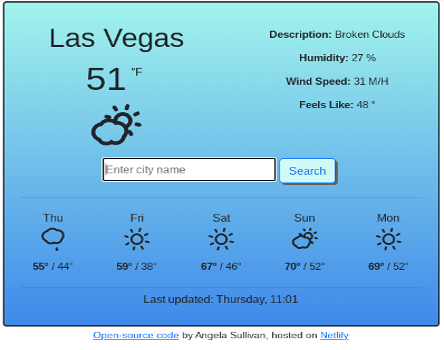 Las Vegas
51 °F
Description: Broken Clouds
Humidity: 27 %
Wind Speed: 31 M/H
Feels Like: 48 °
Enter city name
Search
Thu Fri Sat Sun Mon
55° / 44° 59° / 38° 67° / 46° 70° / 52° 69° / 52°
Last updated: Thursday, 11:01
Open-source code by Angela Sullivan, hosted on Netlify